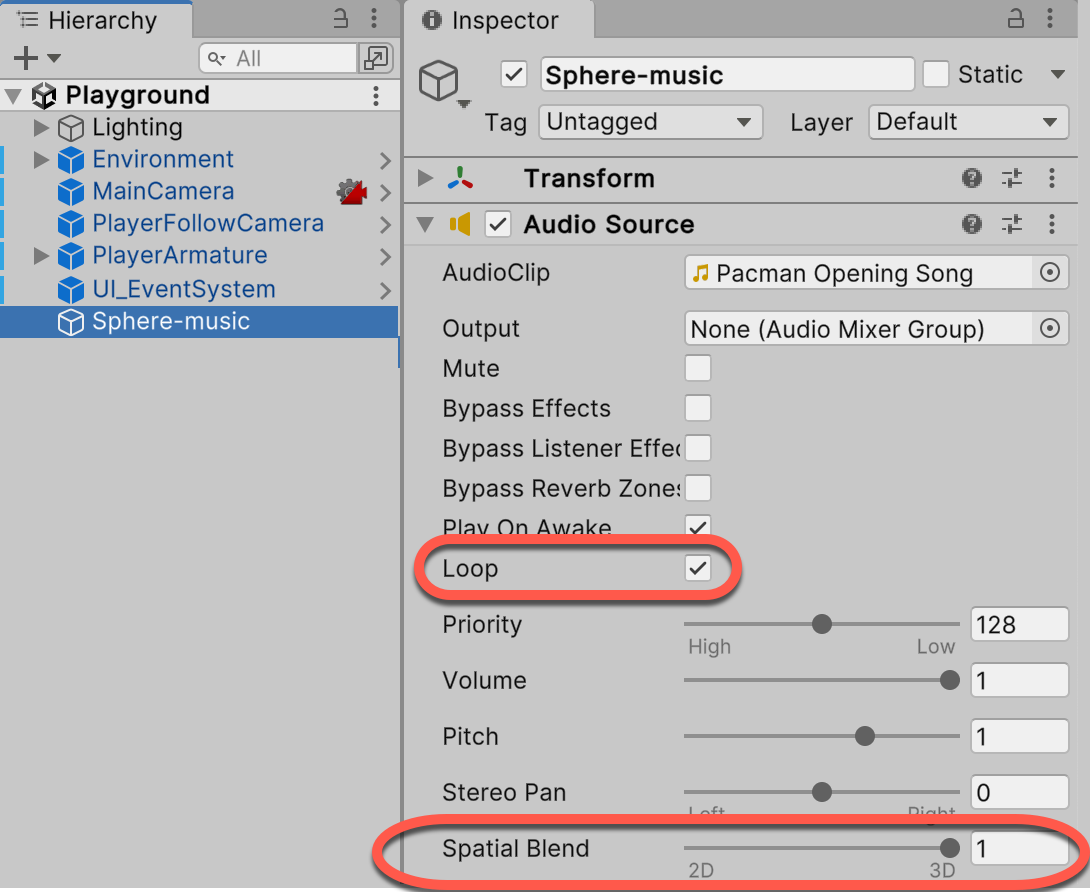 Hierarchy
All
Playground
Lighting
Environment
MainCamera
PlayerFollowCamera
PlayerArmature
UI_EventSystem
Sphere-music
Inspector
Sphere-music
Static
Tag Untagged Layer Default
Transform
Audio Source
AudioClip Pacman Opening Song
Output None (Audio Mixer Group)
Mute
Bypass Effects
Bypass Listener Effec
Bypass Reverb Zones
Play On Awake
Loop
Priority 128
High Low
Volume 1
Pitch 1
Stereo Pan 0
Left Right
Spatial Blend 1
2D 3D